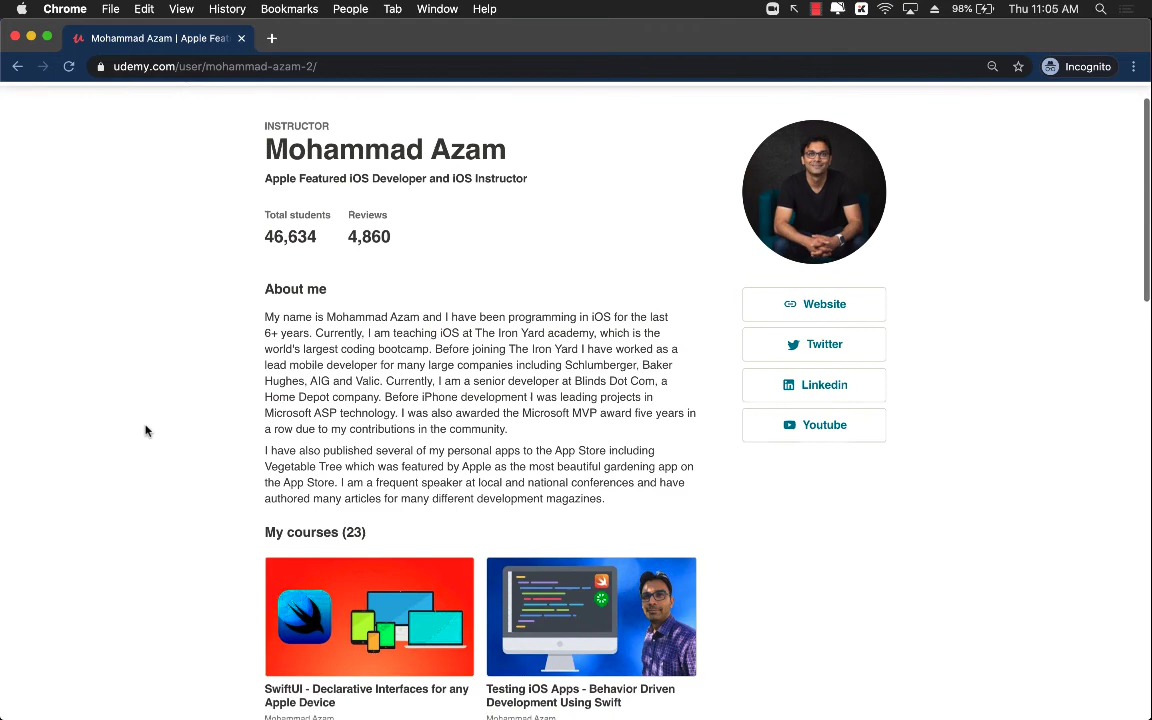 Chrome File Edit View History Bookmarks People Tab Window Help 98% Thu 11:05 AM
Mohammad Azam | Apple Feat
udemy.com/user/mohammad-azam-2/ Incognito
INSTRUCTOR
Mohammad Azam
Apple Featured iOS Developer and iOS Instructor
Total students Reviews
46,634 4,860
About me
My name is Mohammad Azam and I have been programming in iOS for the last
6+ years. Currently, I am teaching iOS at The Iron Yard academy, which is the
world's largest coding bootcamp. Before joining The Iron Yard I have worked as a
lead mobile developer for many large companies including Schlumberger, Baker
Hughes, AIG and Valic. Currently, I am a senior developer at Blinds Dot Com, a
Home Depot company. Before iPhone development I was leading projects in
Microsoft ASP technology. I was also awarded the Microsoft MVP award five years in
a row due to my contributions in the community.
I have also published several of my personal apps to the App Store including
Vegetable Tree which was featured by Apple as the most beautiful gardening app on
the App Store. I am a frequent speaker at local and national conferences and have
authored many articles for many different development magazines.
Website
Twitter
Linkedin
Youtube
My courses (23)
SwiftUI - Declarative Interfaces for any
Apple Device
Mohammad Azam
Testing iOS Apps - Behavior Driven
Development Using Swift
Mohammad Azam